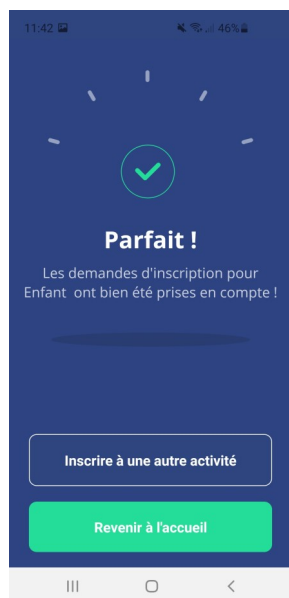 11:42 46%
Parfait !
Les demandes d'inscription pour
Enfant ont bien été prises en compte !
Inscrire à une autre activité
Revenir à l'accueil